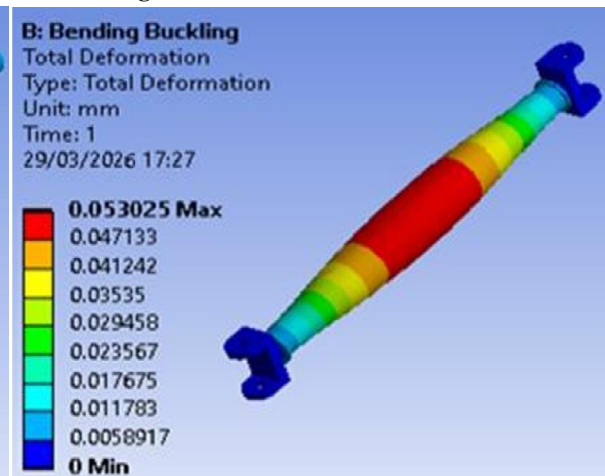 B: Bending Buckling
Total Deformation
Type: Total Deformation
Unit: mm
Time: 1
29/03/2026 17:27
0.053025 Max
0.047133
0.041242
0.03535
0.029458
0.023567
0.017675
0.011783
0.0058917
0 Min